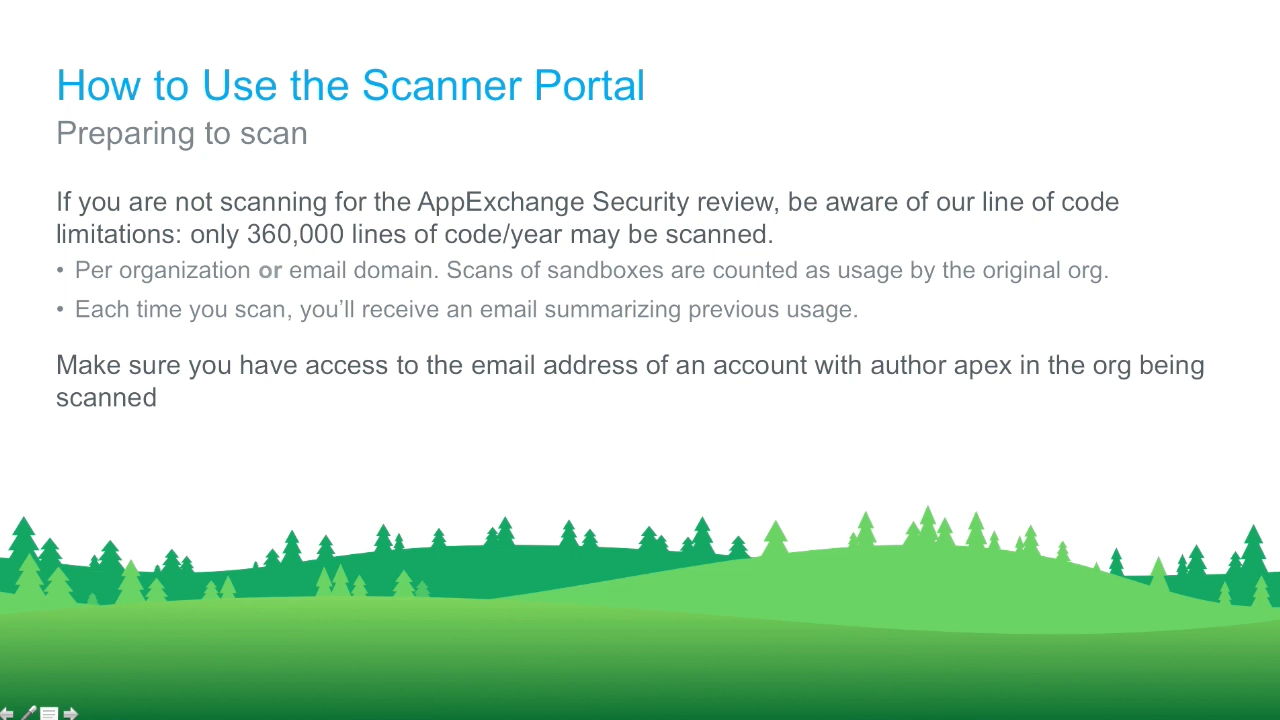 How to Use the Scanner Portal
Preparing to scan
If you are not scanning for the AppExchange Security review, be aware of our line of code
limitations: only 360,000 lines of code/year may be scanned.
• Per organization or email domain. Scans of sandboxes are counted as usage by the original org.
• Each time you scan, you’ll receive an email summarizing previous usage.
Make sure you have access to the email address of an account with author apex in the org being
scanned